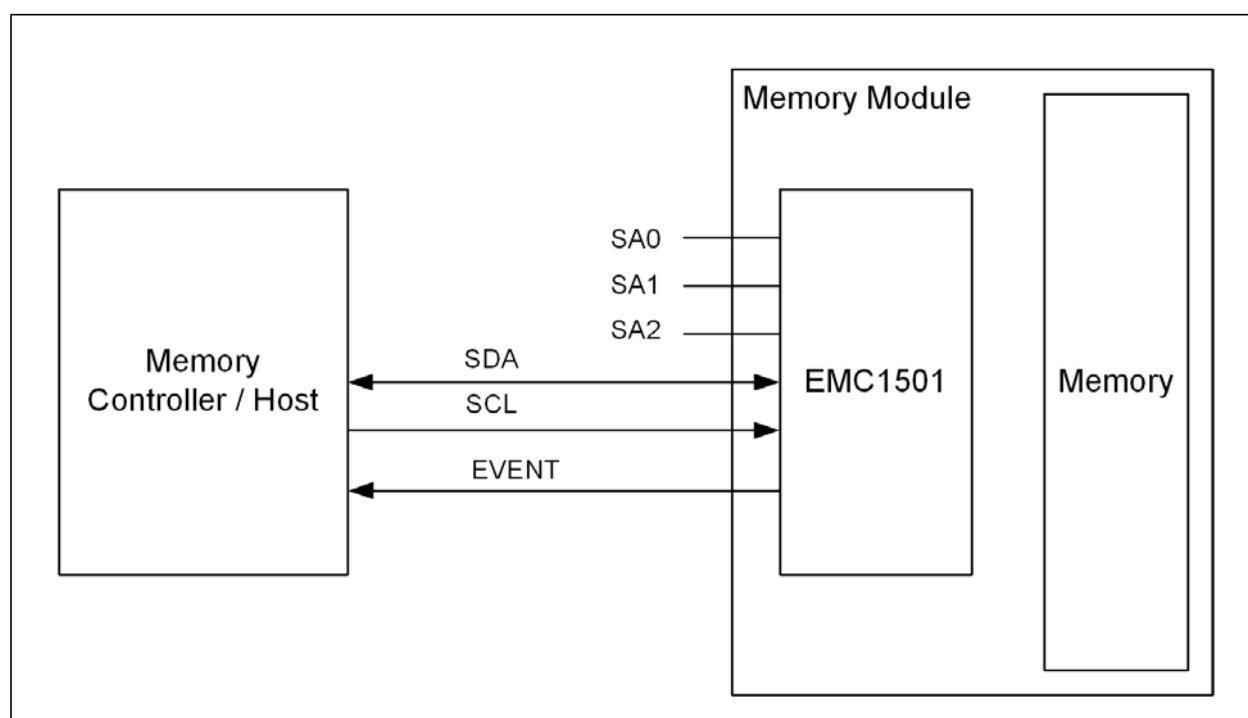 Memory Module
SA0
SA1
SA2
SDA
SCL
EVENT
Memory
Controller / Host
EMC1501
Memory